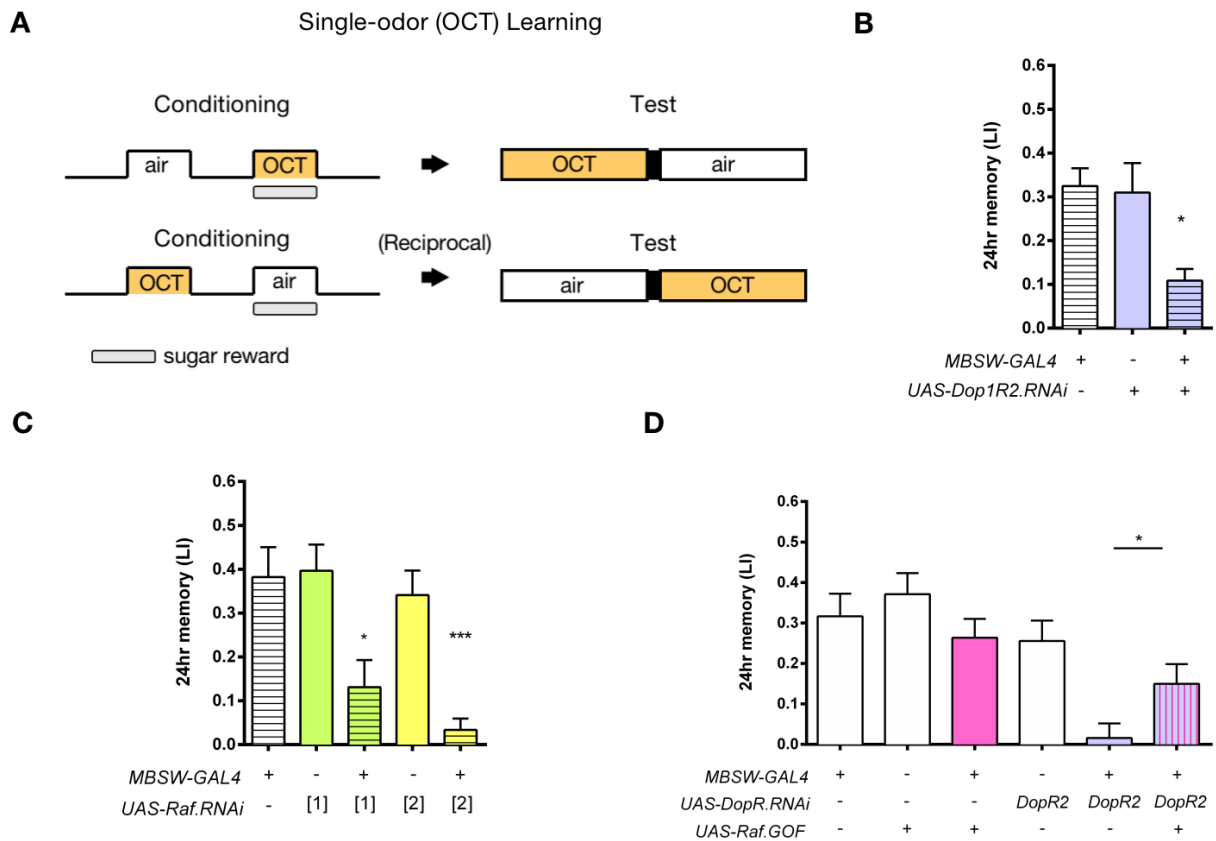 A
Single-odor (OCT) Learning
Conditioning
Test
air
OCT
OCT
air
Conditioning
(Reciprocal)
Test
OCT
air
air
OCT
sugar reward
B
24hr memory (LI)
0.6
0.5
0.4
0.3
0.2
0.1
0.0
*
MBSW-GAL4 + - +
UAS-Dop1R2.RNAi - + +
C
24hr memory (LI)
0.6
0.5
0.4
0.3
0.2
0.1
0.0
*
***
MBSW-GAL4 + - + - +
UAS-Raf.RNAi - [1] [1] [2] [2]
D
24hr memory (LI)
0.6
0.5
0.4
0.3
0.2
0.1
0.0
*
MBSW-GAL4 + - + - + +
UAS-DopR.RNAi - - - DopR2 DopR2 DopR2
UAS-Raf.GOF - + + - - +